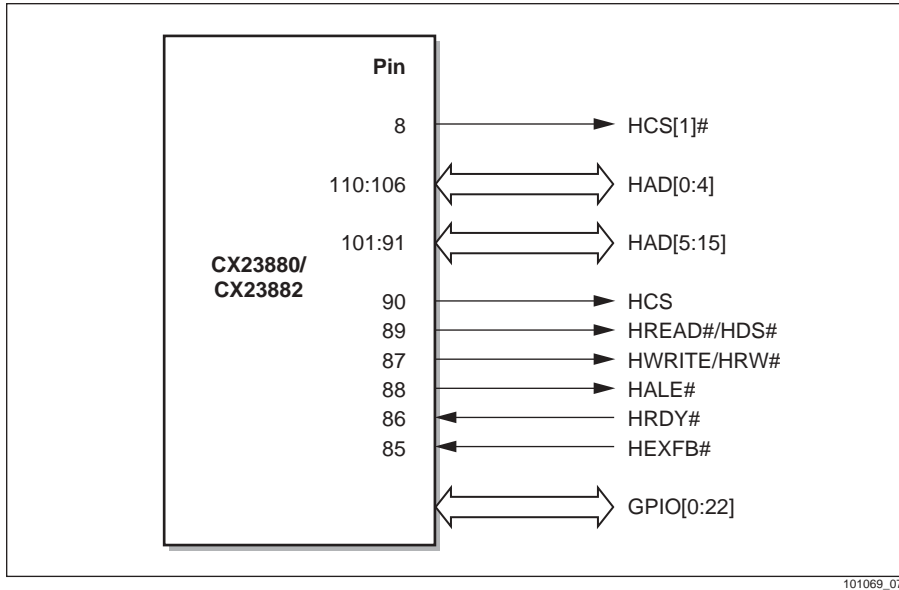 Pin
8 HCS[1]#
110:106 HAD[0:4]
101:91 HAD[5:15]
CX23880/
CX23882
90 HCS
89 HREAD#/HDS#
87 HWRITE/HRW#
88 HALE#
86 HRDY#
85 HEXFB#
GPIO[0:22]
101069_07